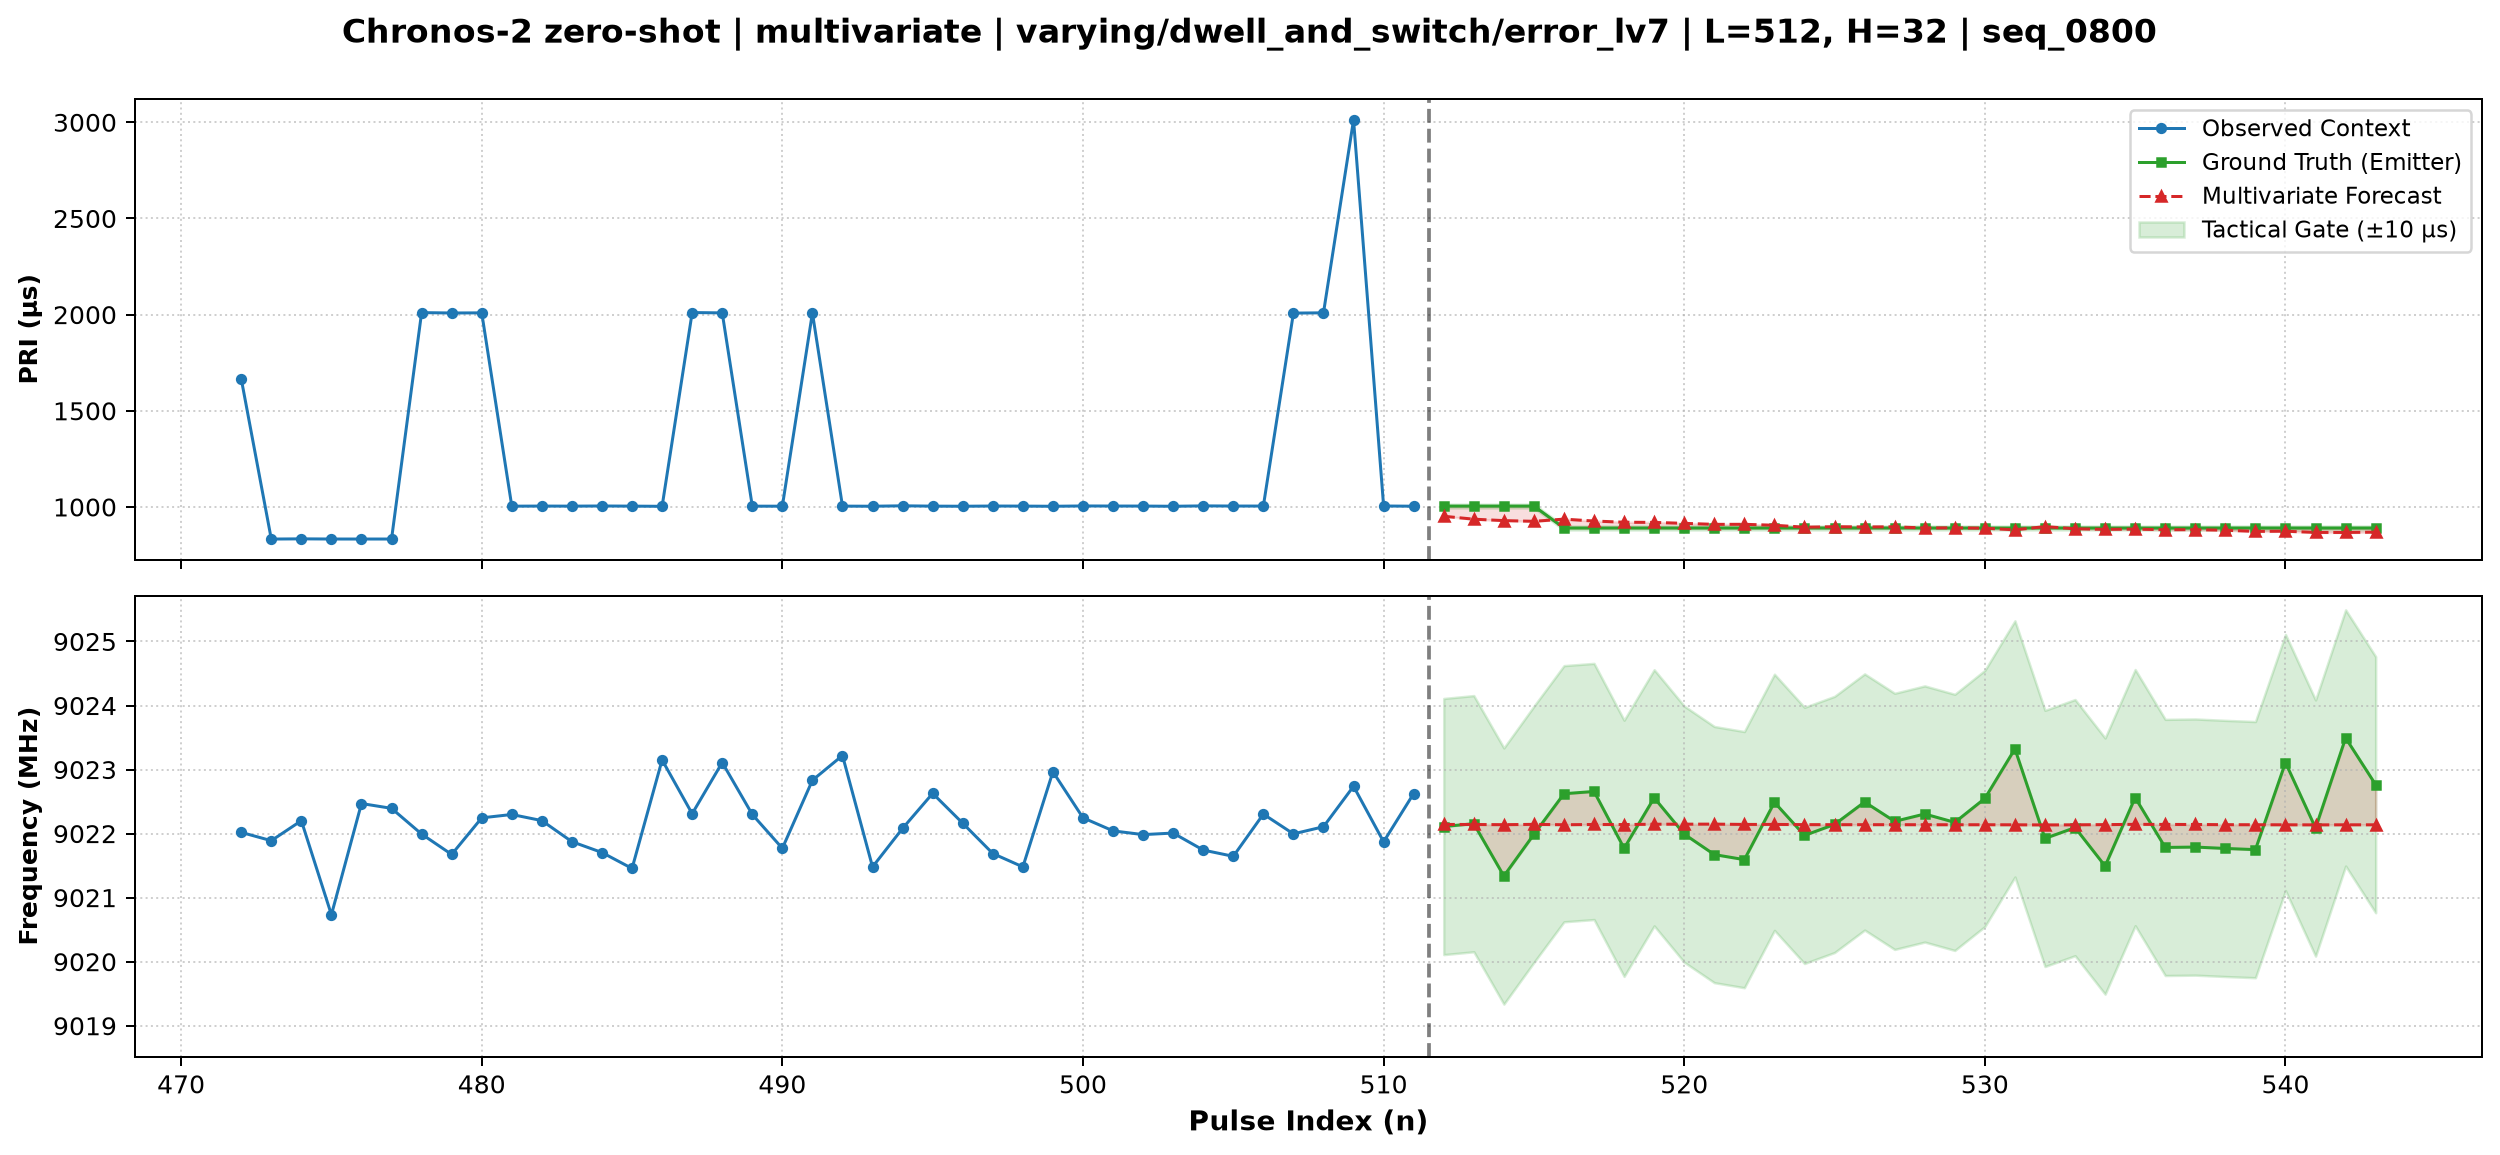 Chronos-2 zero-shot | multivariate | varying/dwell_and_switch/error_lv7 | L=512, H=32 | seq_0800
3000
2500
2000
1500
1000
PRI (µs)
Observed Context
Ground Truth (Emitter)
Multivariate Forecast
Tactical Gate (±10 µs)
9025
9024
9023
9022
9021
9020
9019
Frequency (MHz)
470 480 490 500 510 520 530 540
Pulse Index (n)